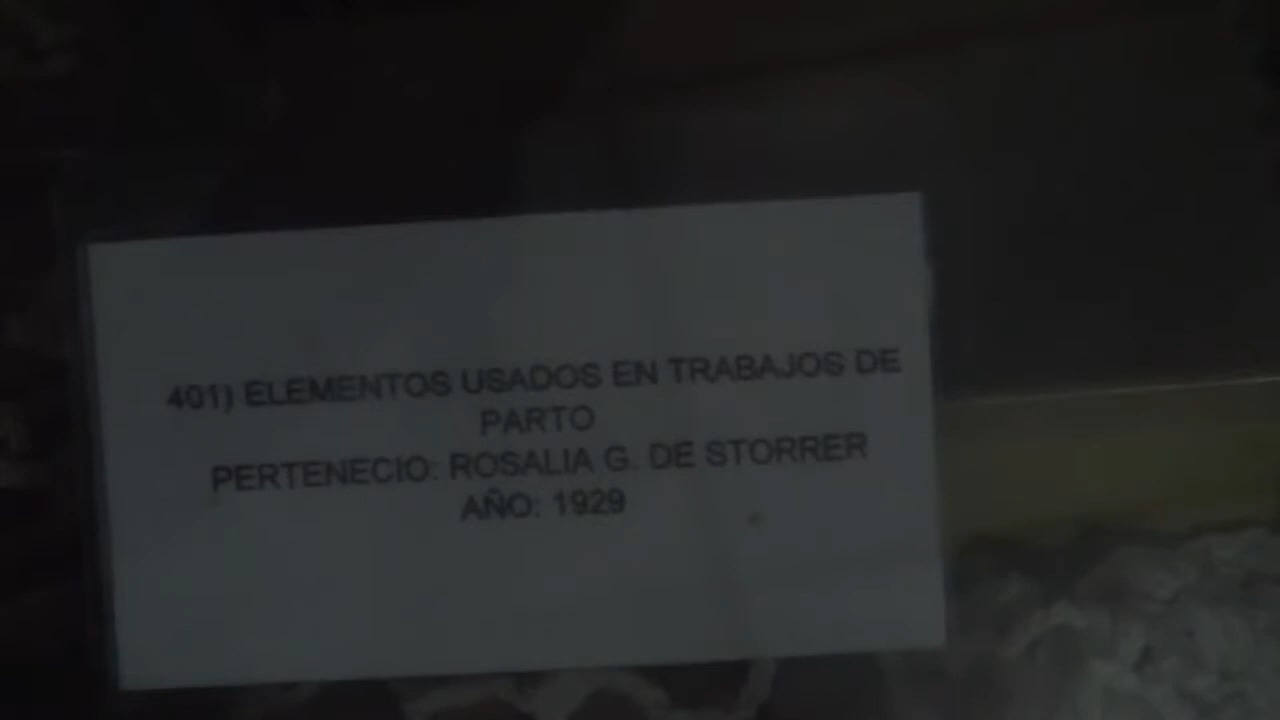 401) ELEMENTOS USADOS EN TRABAJOS DE
PARTO
PERTENECIO: ROSALIA G. DE STORRER
AÑO: 1929